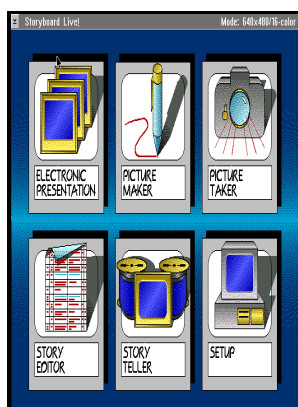 Storyboard Live! Mode: 640x480/16-color
ELECTRONIC
PRESENTATION
PICTURE
MAKER
PICTURE
TAKER
STORY
EDITOR
STORY
TELLER
SETUP